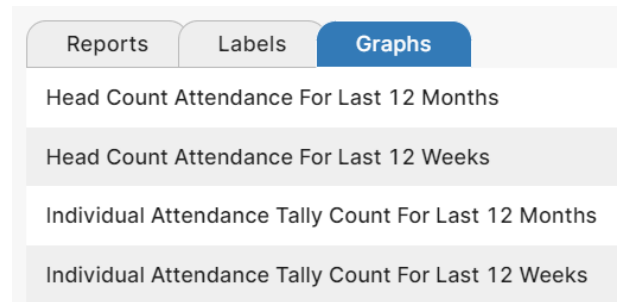 Reports Labels Graphs
Head Count Attendance For Last 12 Months
Head Count Attendance For Last 12 Weeks
Individual Attendance Tally Count For Last 12 Months
Individual Attendance Tally Count For Last 12 Weeks